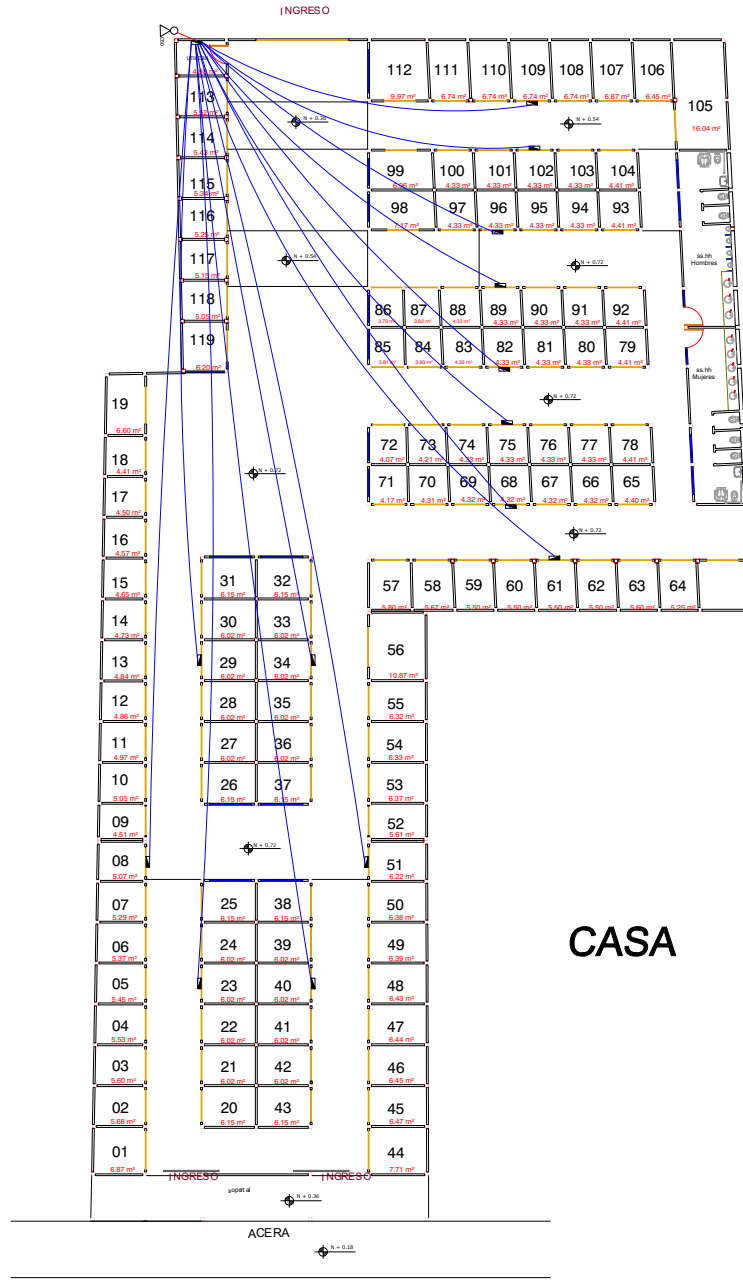 INGRESO
112 111 110 109 108 107 106
9.97 m² 6.74 m² 6.74 m² 6.74 m² 6.74 m² 6.87 m² 6.45 m²
105
16.04 m²
N + 0.36
N + 0.54
113
114
115
116
5.25 m²
117
5.15 m²
118
5.05 m²
119
6.20 m²
99 100 101 102 103 104
4.33 m² 4.33 m² 4.33 m² 4.33 m² 4.41 m²
98 97 96 95 94 93
7.17 m² 4.33 m² 4.33 m² 4.33 m² 4.33 m² 4.41 m²
N + 0.54
N + 0.72
ss.hh
Hombres
86 87 88 89 90 91 92
3.70 m² 3.82 m² 4.33 m² 4.33 m² 4.33 m² 4.33 m² 4.41 m²
85 84 83 82 81 80 79
4.33 m² 4.33 m² 4.33 m² 4.33 m² 4.41 m²
ss.hh
Mujeres
N + 0.72
72 73 74 75 76 77 78
4.07 m² 4.21 m² 4.33 m² 4.33 m² 4.33 m² 4.33 m² 4.41 m²
71 70 69 68 67 66 65
4.17 m² 4.31 m² 4.32 m² 4.32 m² 4.32 m² 4.32 m² 4.40 m²
N + 0.72
N + 0.72
57 58 59 60 61 62 63 64
5.80 m² 5.67 m² 5.50 m² 5.50 m² 5.50 m² 5.50 m² 5.60 m² 5.25 m²
19
6.60 m²
18
4.41 m²
17
4.50 m²
16
4.57 m²
15
4.65 m²
14
4.73 m²
13
4.84 m²
12
4.86 m²
11
4.97 m²
10
5.05 m²
09
4.51 m²
08
5.07 m²
07
5.29 m²
06
5.37 m²
05
5.45 m²
04
5.53 m²
03
5.60 m²
02
5.68 m²
01
6.87 m²
31 32
6.15 m² 6.15 m²
30 33
6.02 m² 6.02 m²
29 34
6.02 m² 6.02 m²
28 35
6.02 m² 6.02 m²
27 36
6.02 m² 6.02 m²
26 37
6.15 m² 6.15 m²
N + 0.72
25 38
6.15 m² 6.15 m²
24 39
6.02 m² 6.02 m²
23 40
6.02 m² 6.02 m²
22 41
6.02 m² 6.02 m²
21 42
6.02 m² 6.02 m²
20 43
6.15 m² 6.15 m²
56
10.87 m²
55
6.32 m²
54
6.33 m²
53
6.37 m²
52
5.61 m²
51
6.22 m²
50
6.38 m²
49
6.39 m²
48
6.43 m²
47
6.44 m²
46
6.45 m²
45
6.47 m²
44
7.71 m²
CASA
INGRESO INGRESO
N + 0.36
ACERA
N + 0.18